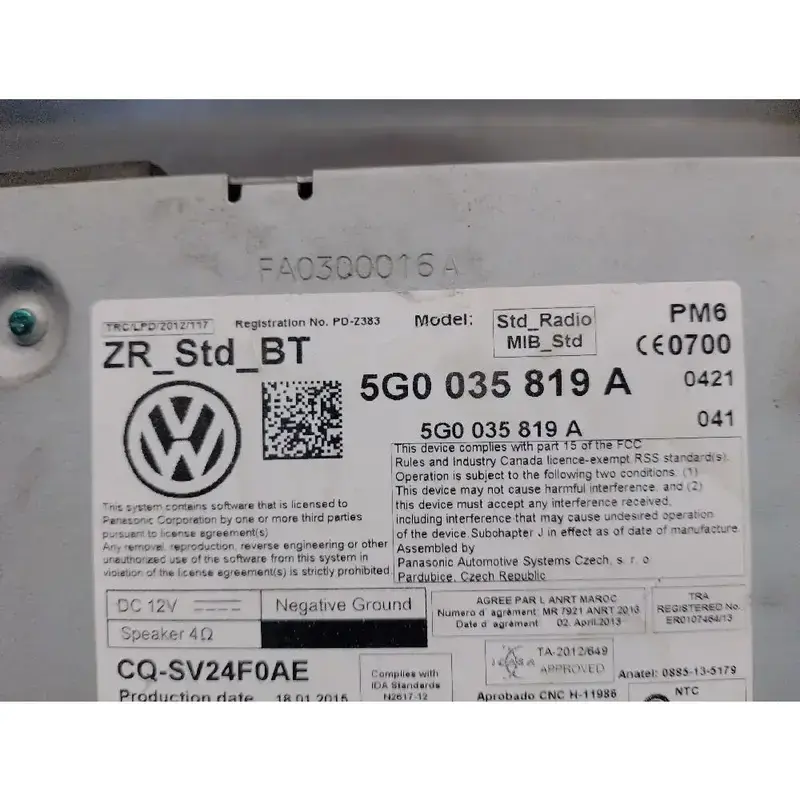 FA03Q0016A
TRC/LPD/2012/117
Registration No. PD-2383
Model:
Std_Radio
MIB_Std
PM6
ZR_Std_BT
CE0700
5G0 035 819 A
0421
5G0 035 819 A
041
This device complies with part 15 of the FCC
Rules and Industry Canada licence-exempt RSS standard(s).
Operation is subject to the following two conditions. (1)
This device may not cause harmful interference, and (2)
this device must accept any interference received,
including interference that may cause undesired operation
of the device. Subchapter J in effect as of date of manufacture.
Assembled by
Panasonic Automotive Systems Czech, s. r. o
Pardubice, Czech Republic
This system contains software that is licensed to
Panasonic Corporation by one or more third parties
pursuant to license agreement(s)
Any removal, reproduction, reverse engineering or other
unauthorized use of the software from this system in
violation of the license agreement(s) is strictly prohibited
DC 12V
Negative Ground
Speaker 4Ω
AGREE PAR L ANRT MAROC
Numero d agrément: MR 7921 ANRT 2013
Date d agrément: 02. April.2013
TRA
REGISTERED No.
ER0107464/13
CQ-SV24F0AE
Complies with
IDA Standards
N2617-12
ICASA
TA-2012/649
APPROVED
Anatel: 0885-13-5179
Production date 18.01.2015
Aprobado CNC H-11986
NTC